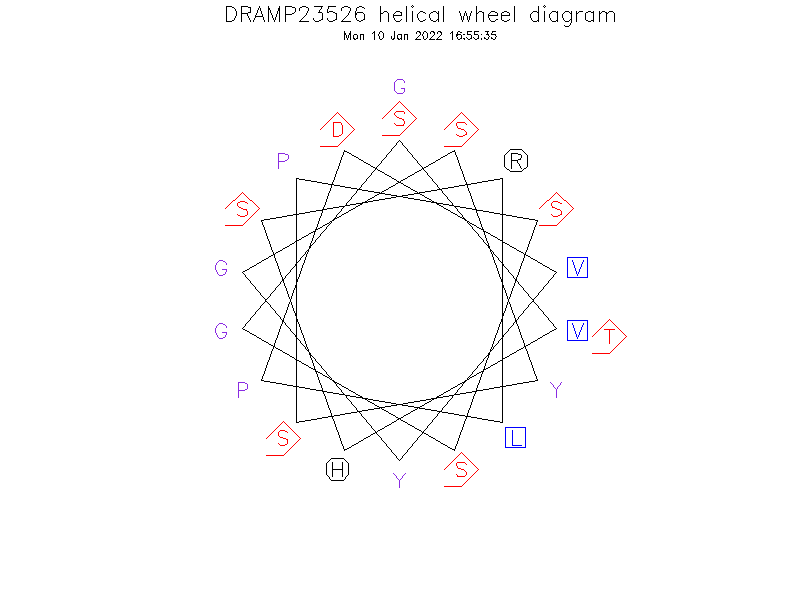 DRAMP23526 helical wheel diagram
Mon 10 Jan 2022 16:55:35
G
D S S
P R
S S
G V
G V T
P Y
S L
H Y S